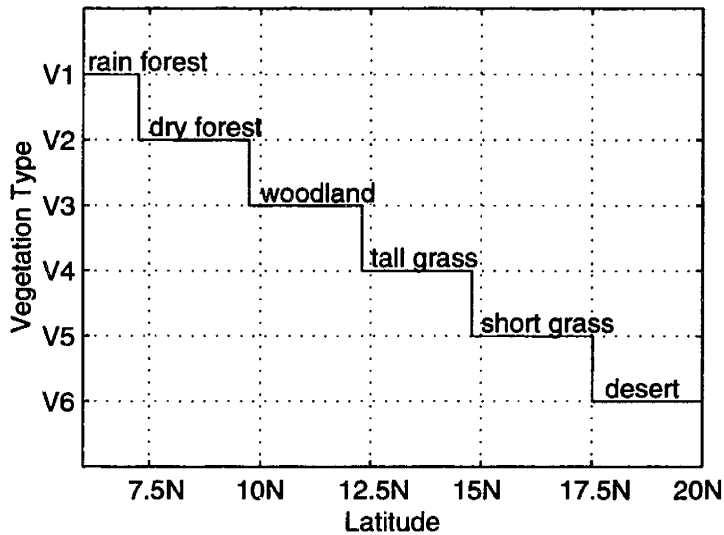 Vegetation Type
V1
V2
V3
V4
V5
V6
rain forest
dry forest
woodland
tall grass
short grass
desert
7.5N 10N 12.5N 15N 17.5N 20N
Latitude